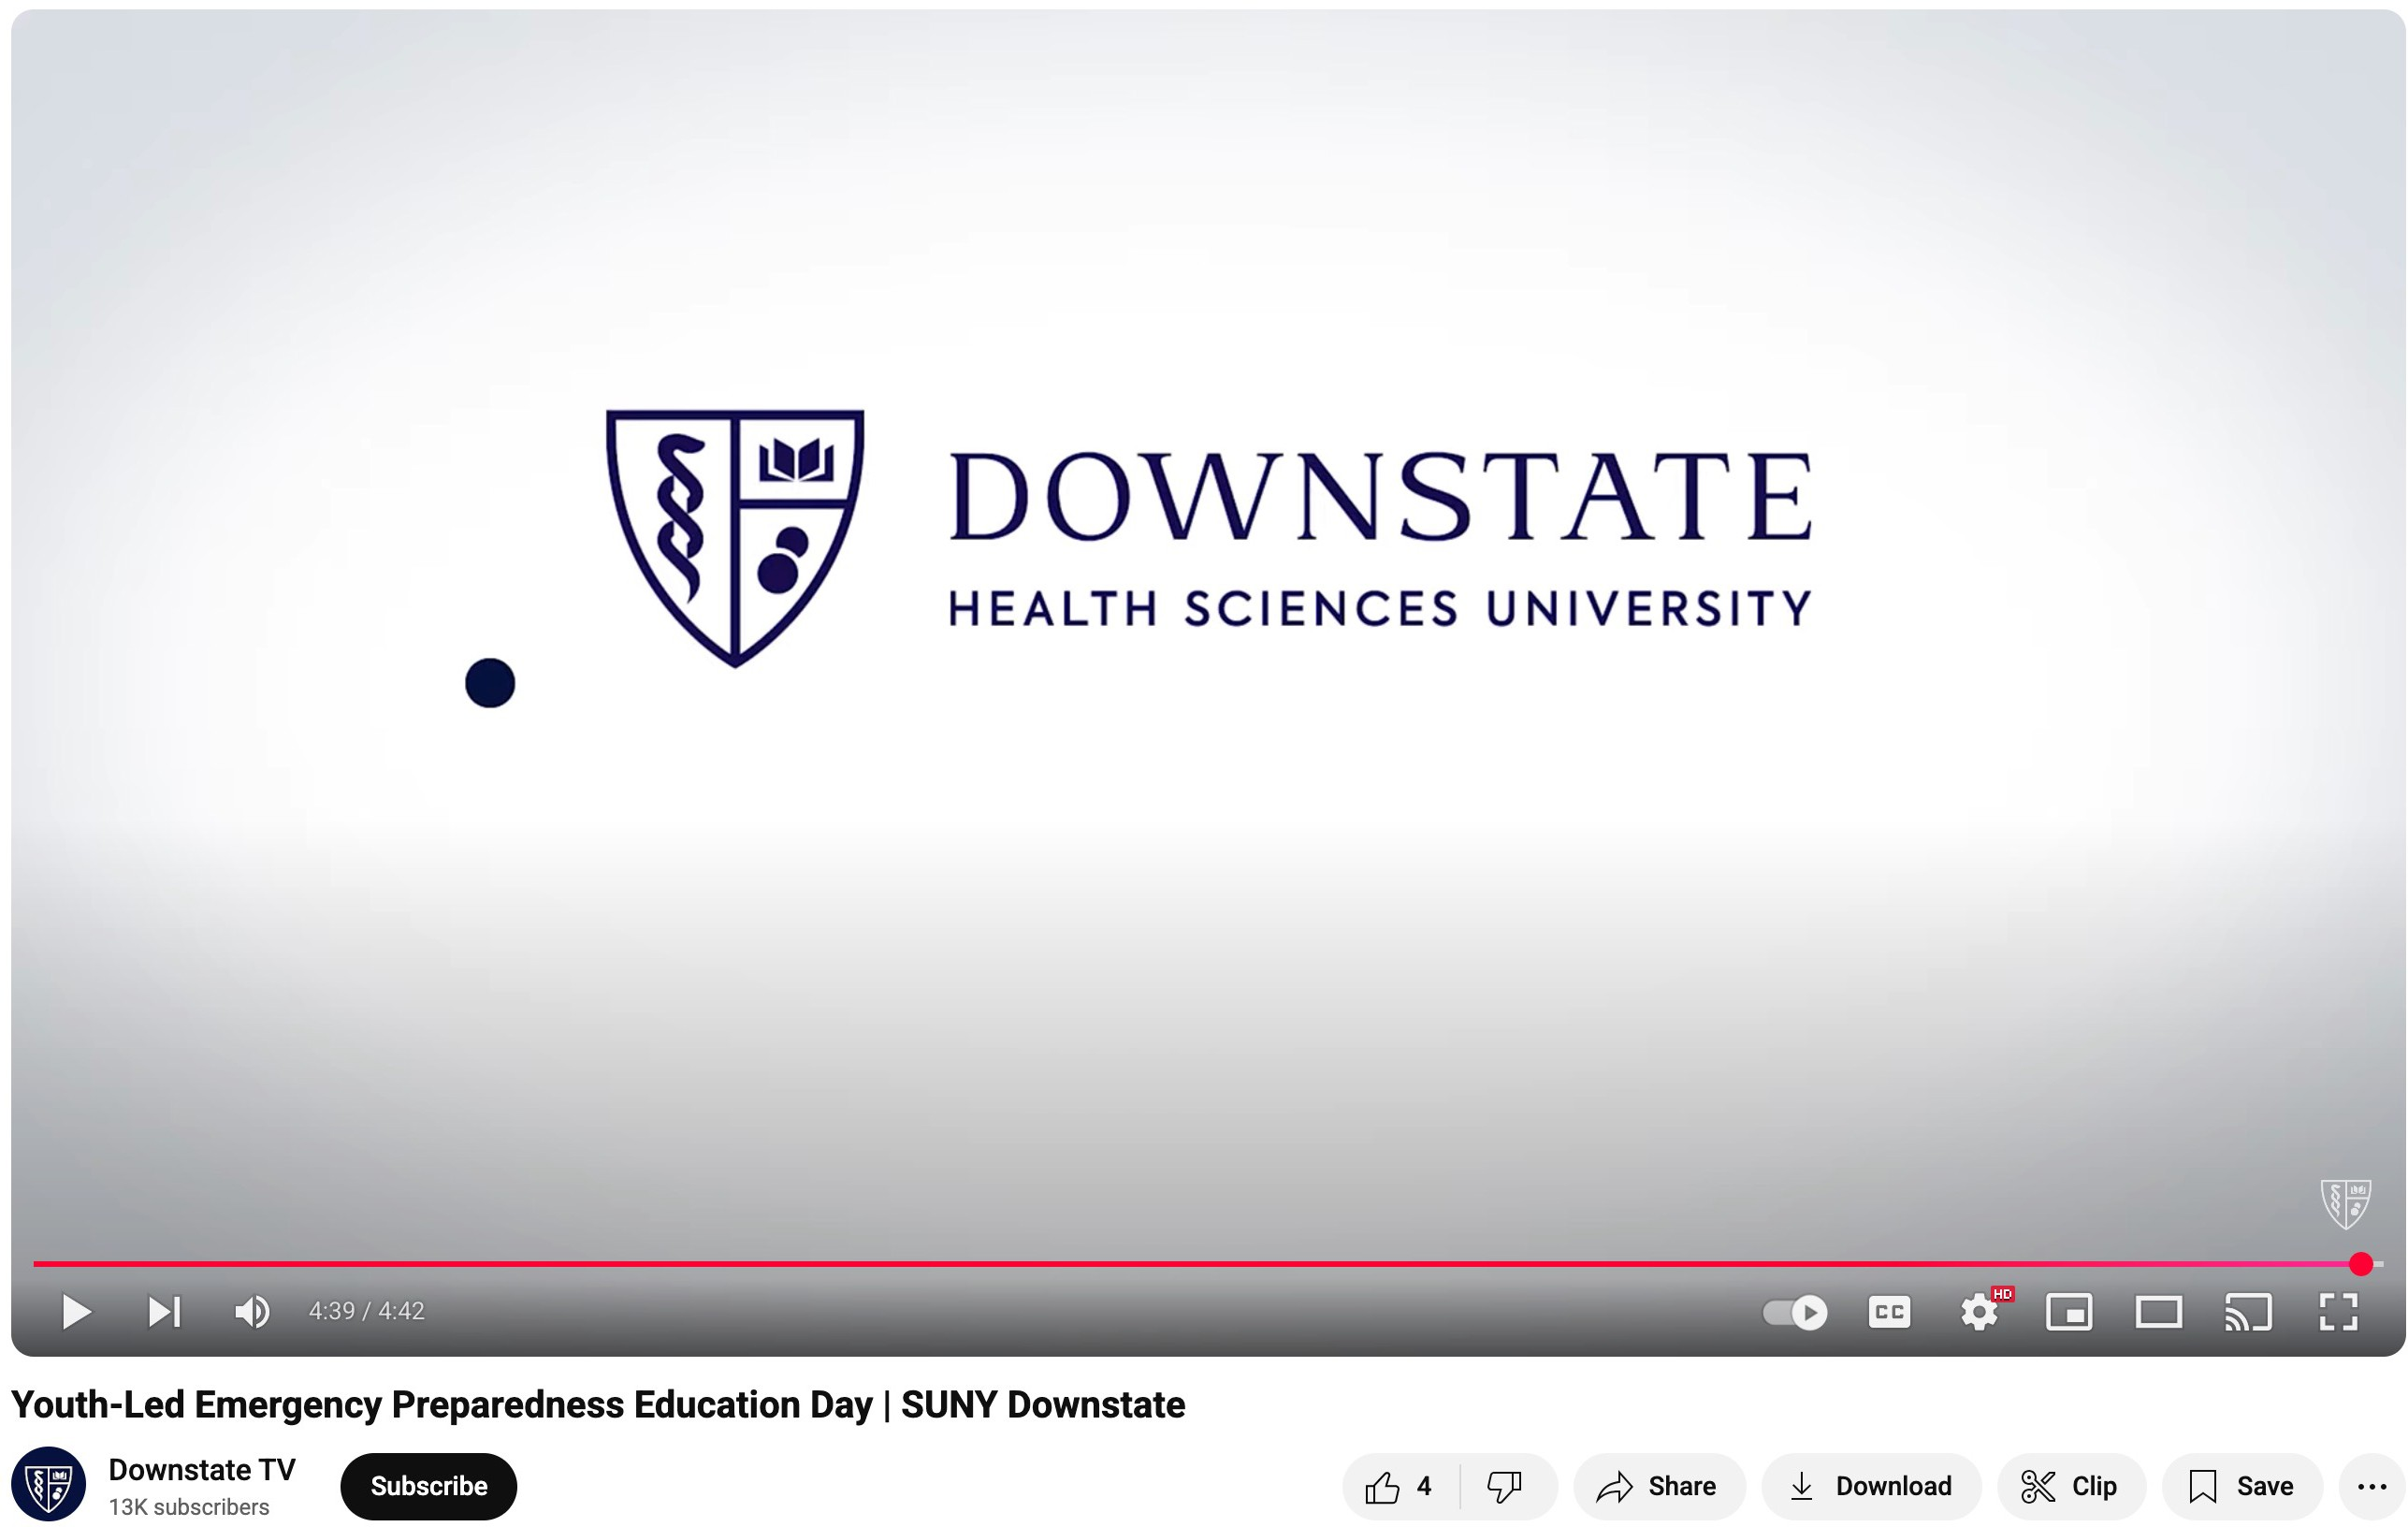 DOWNSTATE
HEALTH SCIENCES UNIVERSITY
4:39 / 4:42
CC
HD
Youth-Led Emergency Preparedness Education Day | SUNY Downstate
Downstate TV
13K subscribers
Subscribe
4
Share
Download
Clip
Save